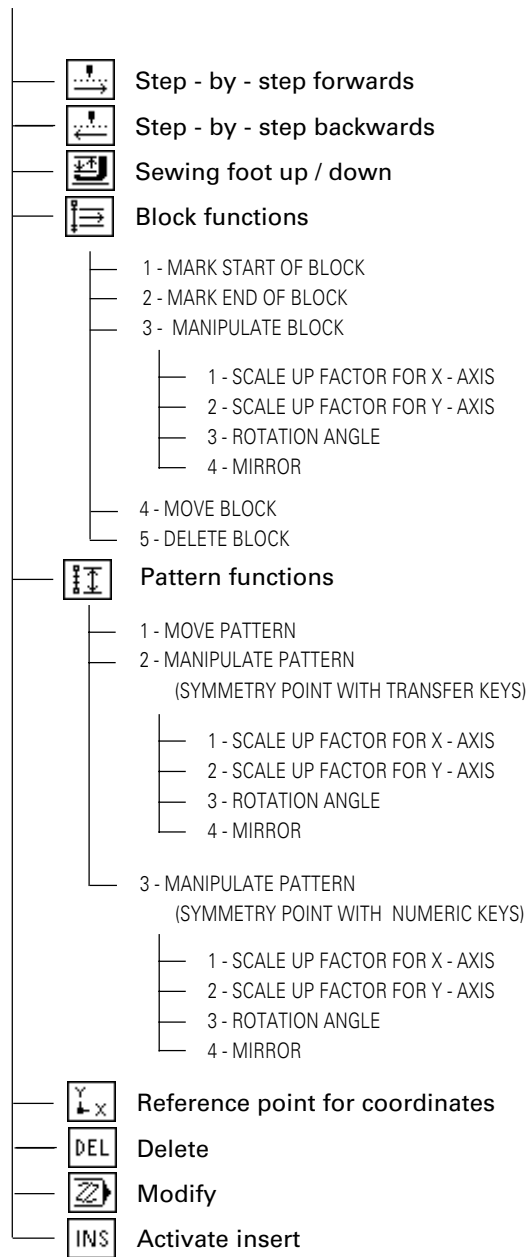 Step - by - step forwards
Step - by - step backwards
Sewing foot up / down
Block functions
1 - MARK START OF BLOCK
2 - MARK END OF BLOCK
3 - MANIPULATE BLOCK
1 - SCALE UP FACTOR FOR X - AXIS
2 - SCALE UP FACTOR FOR Y - AXIS
3 - ROTATION ANGLE
4 - MIRROR
4 - MOVE BLOCK
5 - DELETE BLOCK
Pattern functions
1 - MOVE PATTERN
2 - MANIPULATE PATTERN
(SYMMETRY POINT WITH TRANSFER KEYS)
1 - SCALE UP FACTOR FOR X - AXIS
2 - SCALE UP FACTOR FOR Y - AXIS
3 - ROTATION ANGLE
4 - MIRROR
3 - MANIPULATE PATTERN
(SYMMETRY POINT WITH NUMERIC KEYS)
1 - SCALE UP FACTOR FOR X - AXIS
2 - SCALE UP FACTOR FOR Y - AXIS
3 - ROTATION ANGLE
4 - MIRROR
Y X Reference point for coordinates
DEL Delete
Modify
INS Activate insert